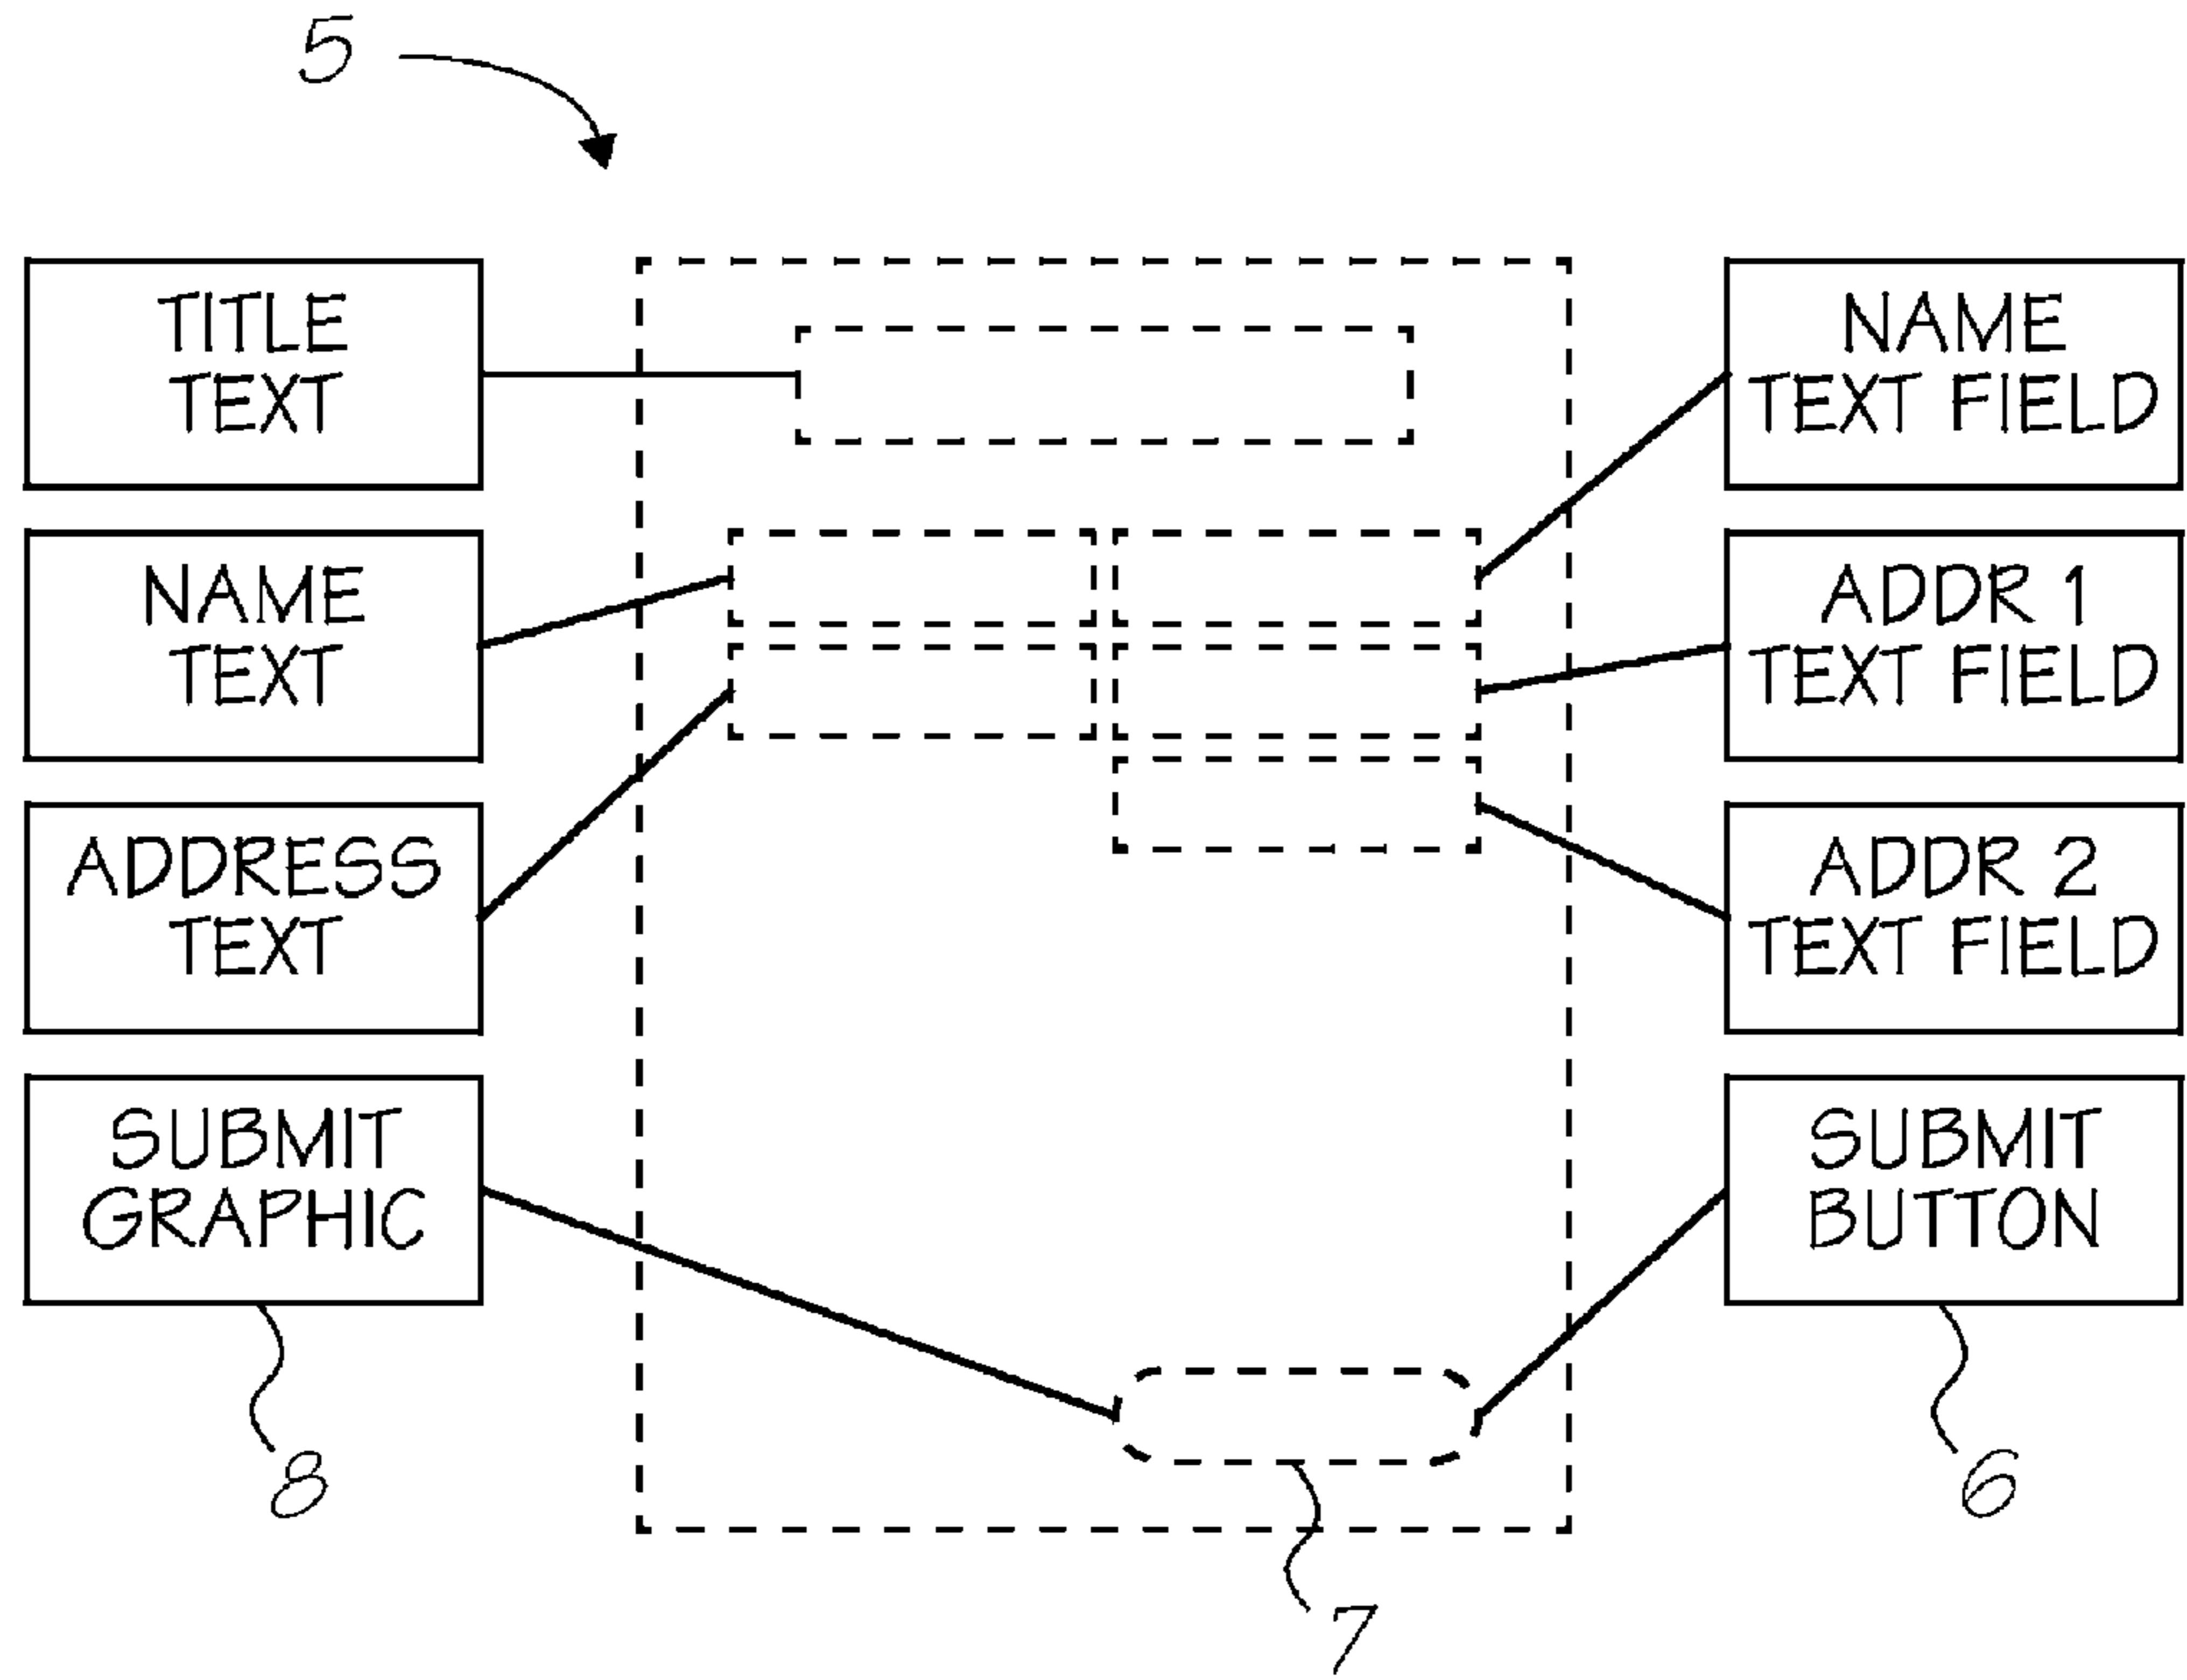 5
TITLE
TEXT
NAME
TEXT FIELD
NAME
TEXT
ADDR 1
TEXT FIELD
ADDRESS
TEXT
ADDR 2
TEXT FIELD
SUBMIT
GRAPHIC
SUBMIT
BUTTON
8
6
7